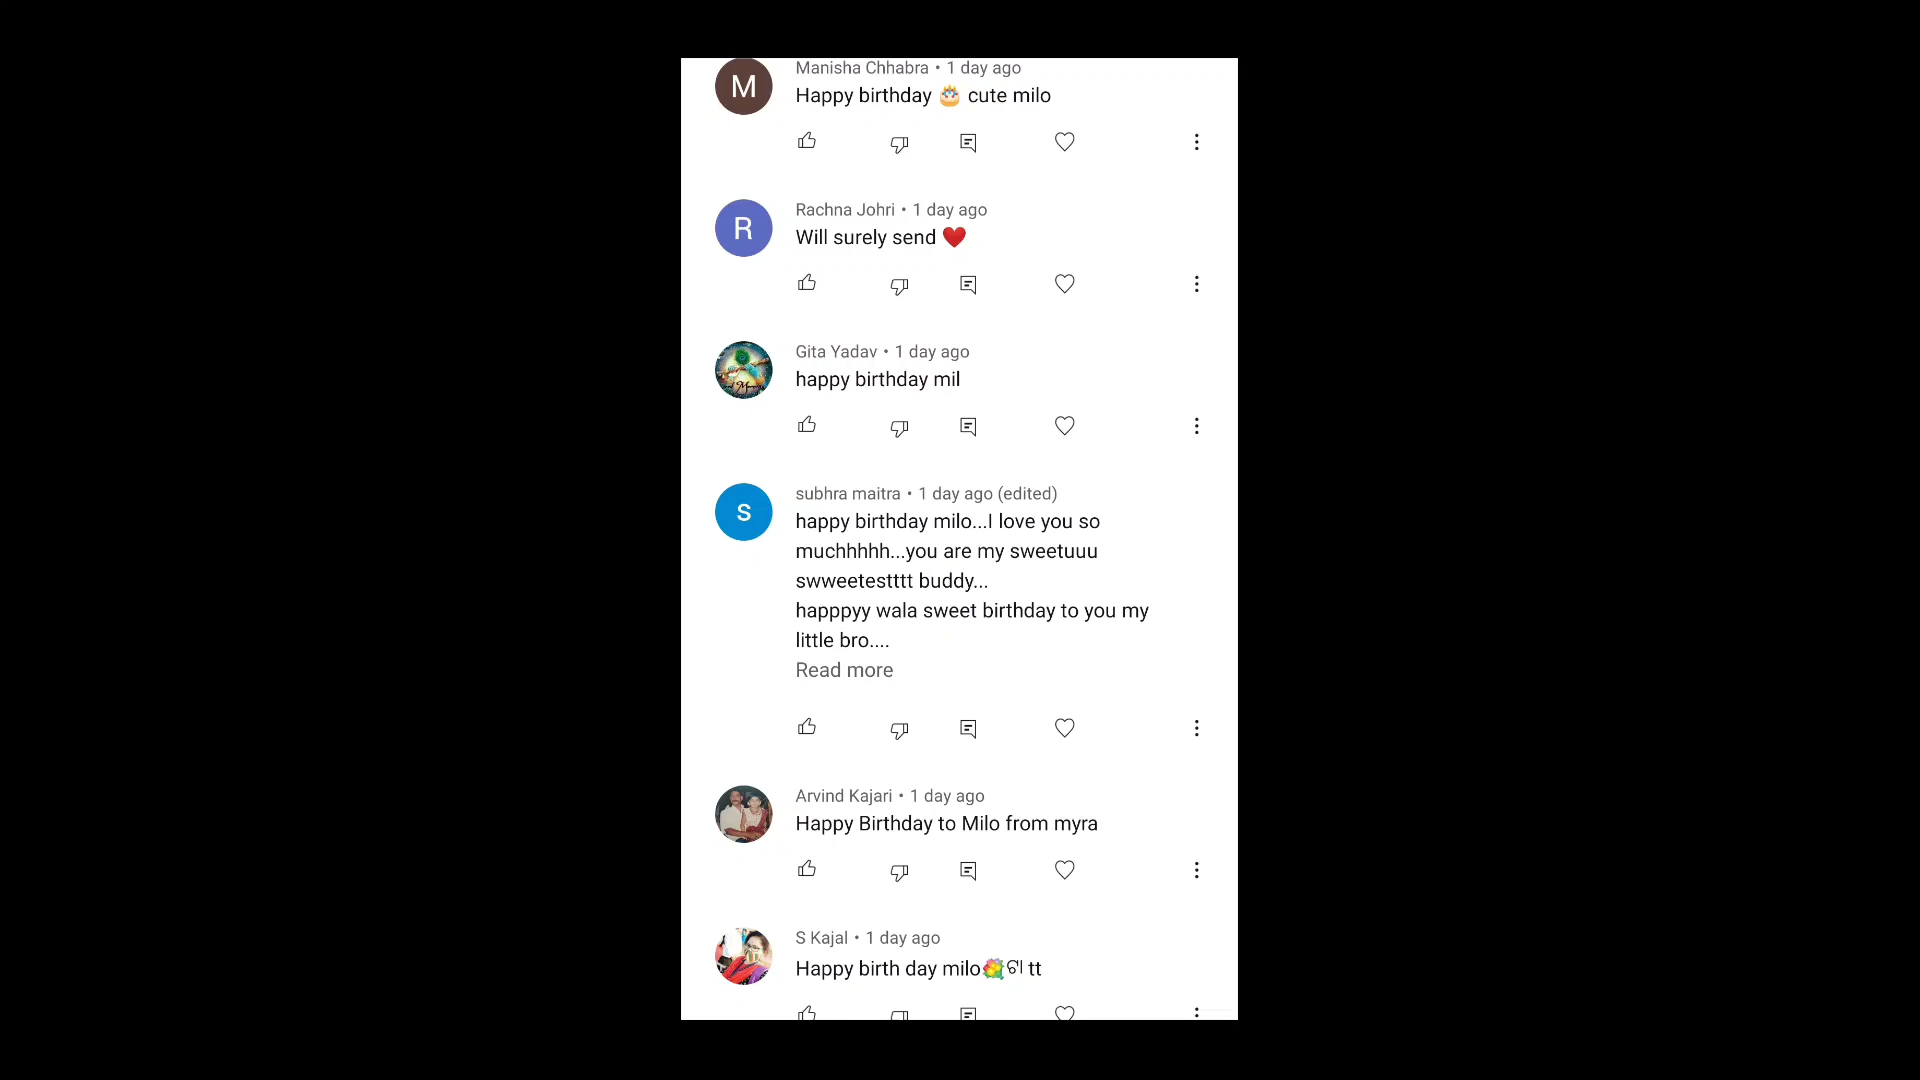 M
Manisha Chhabra • 1 day ago
Happy birthday 🎂 cute milo
R
Rachna Johri • 1 day ago
Will surely send ❤️
Gita Yadav • 1 day ago
happy birthday mil
s
subhra maitra • 1 day ago (edited)
happy birthday milo...I love you so
muchhhhh...you are my sweetuuu
swweetestttt buddy...
happpyy wala sweet birthday to you my
little bro....
Read more
Arvind Kajari • 1 day ago
Happy Birthday to Milo from myra
S Kajal • 1 day ago
Happy birth day milo💐ଟା tt